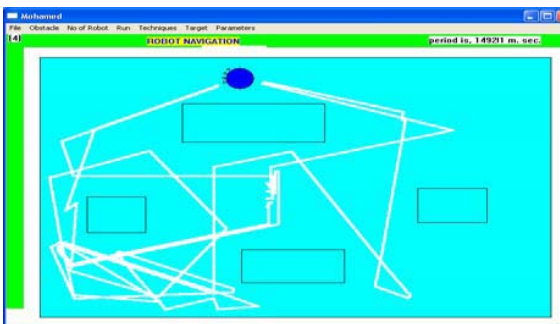 Mohamed
File Obstacle No of Robot Run Techniques Target Parameters
[4] ROBOT NAVIGATION period is, 14921 m. sec.